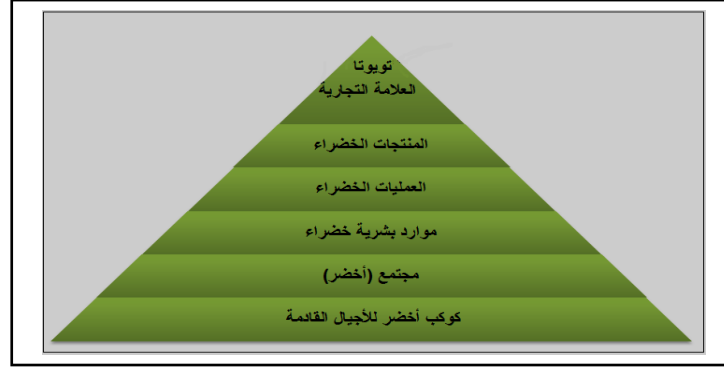 تويوتا
العلامة التجارية
المنتجات الخضراء
العمليات الخضراء
موارد بشرية خضراء
مجتمع (أخضر)
كوكب أخضر للأجيال القادمة